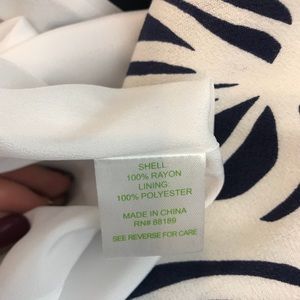 SHELL:
100% RAYON
LINING:
100% POLYESTER
MADE IN CHINA
RN# 88189
SEE REVERSE FOR CARE